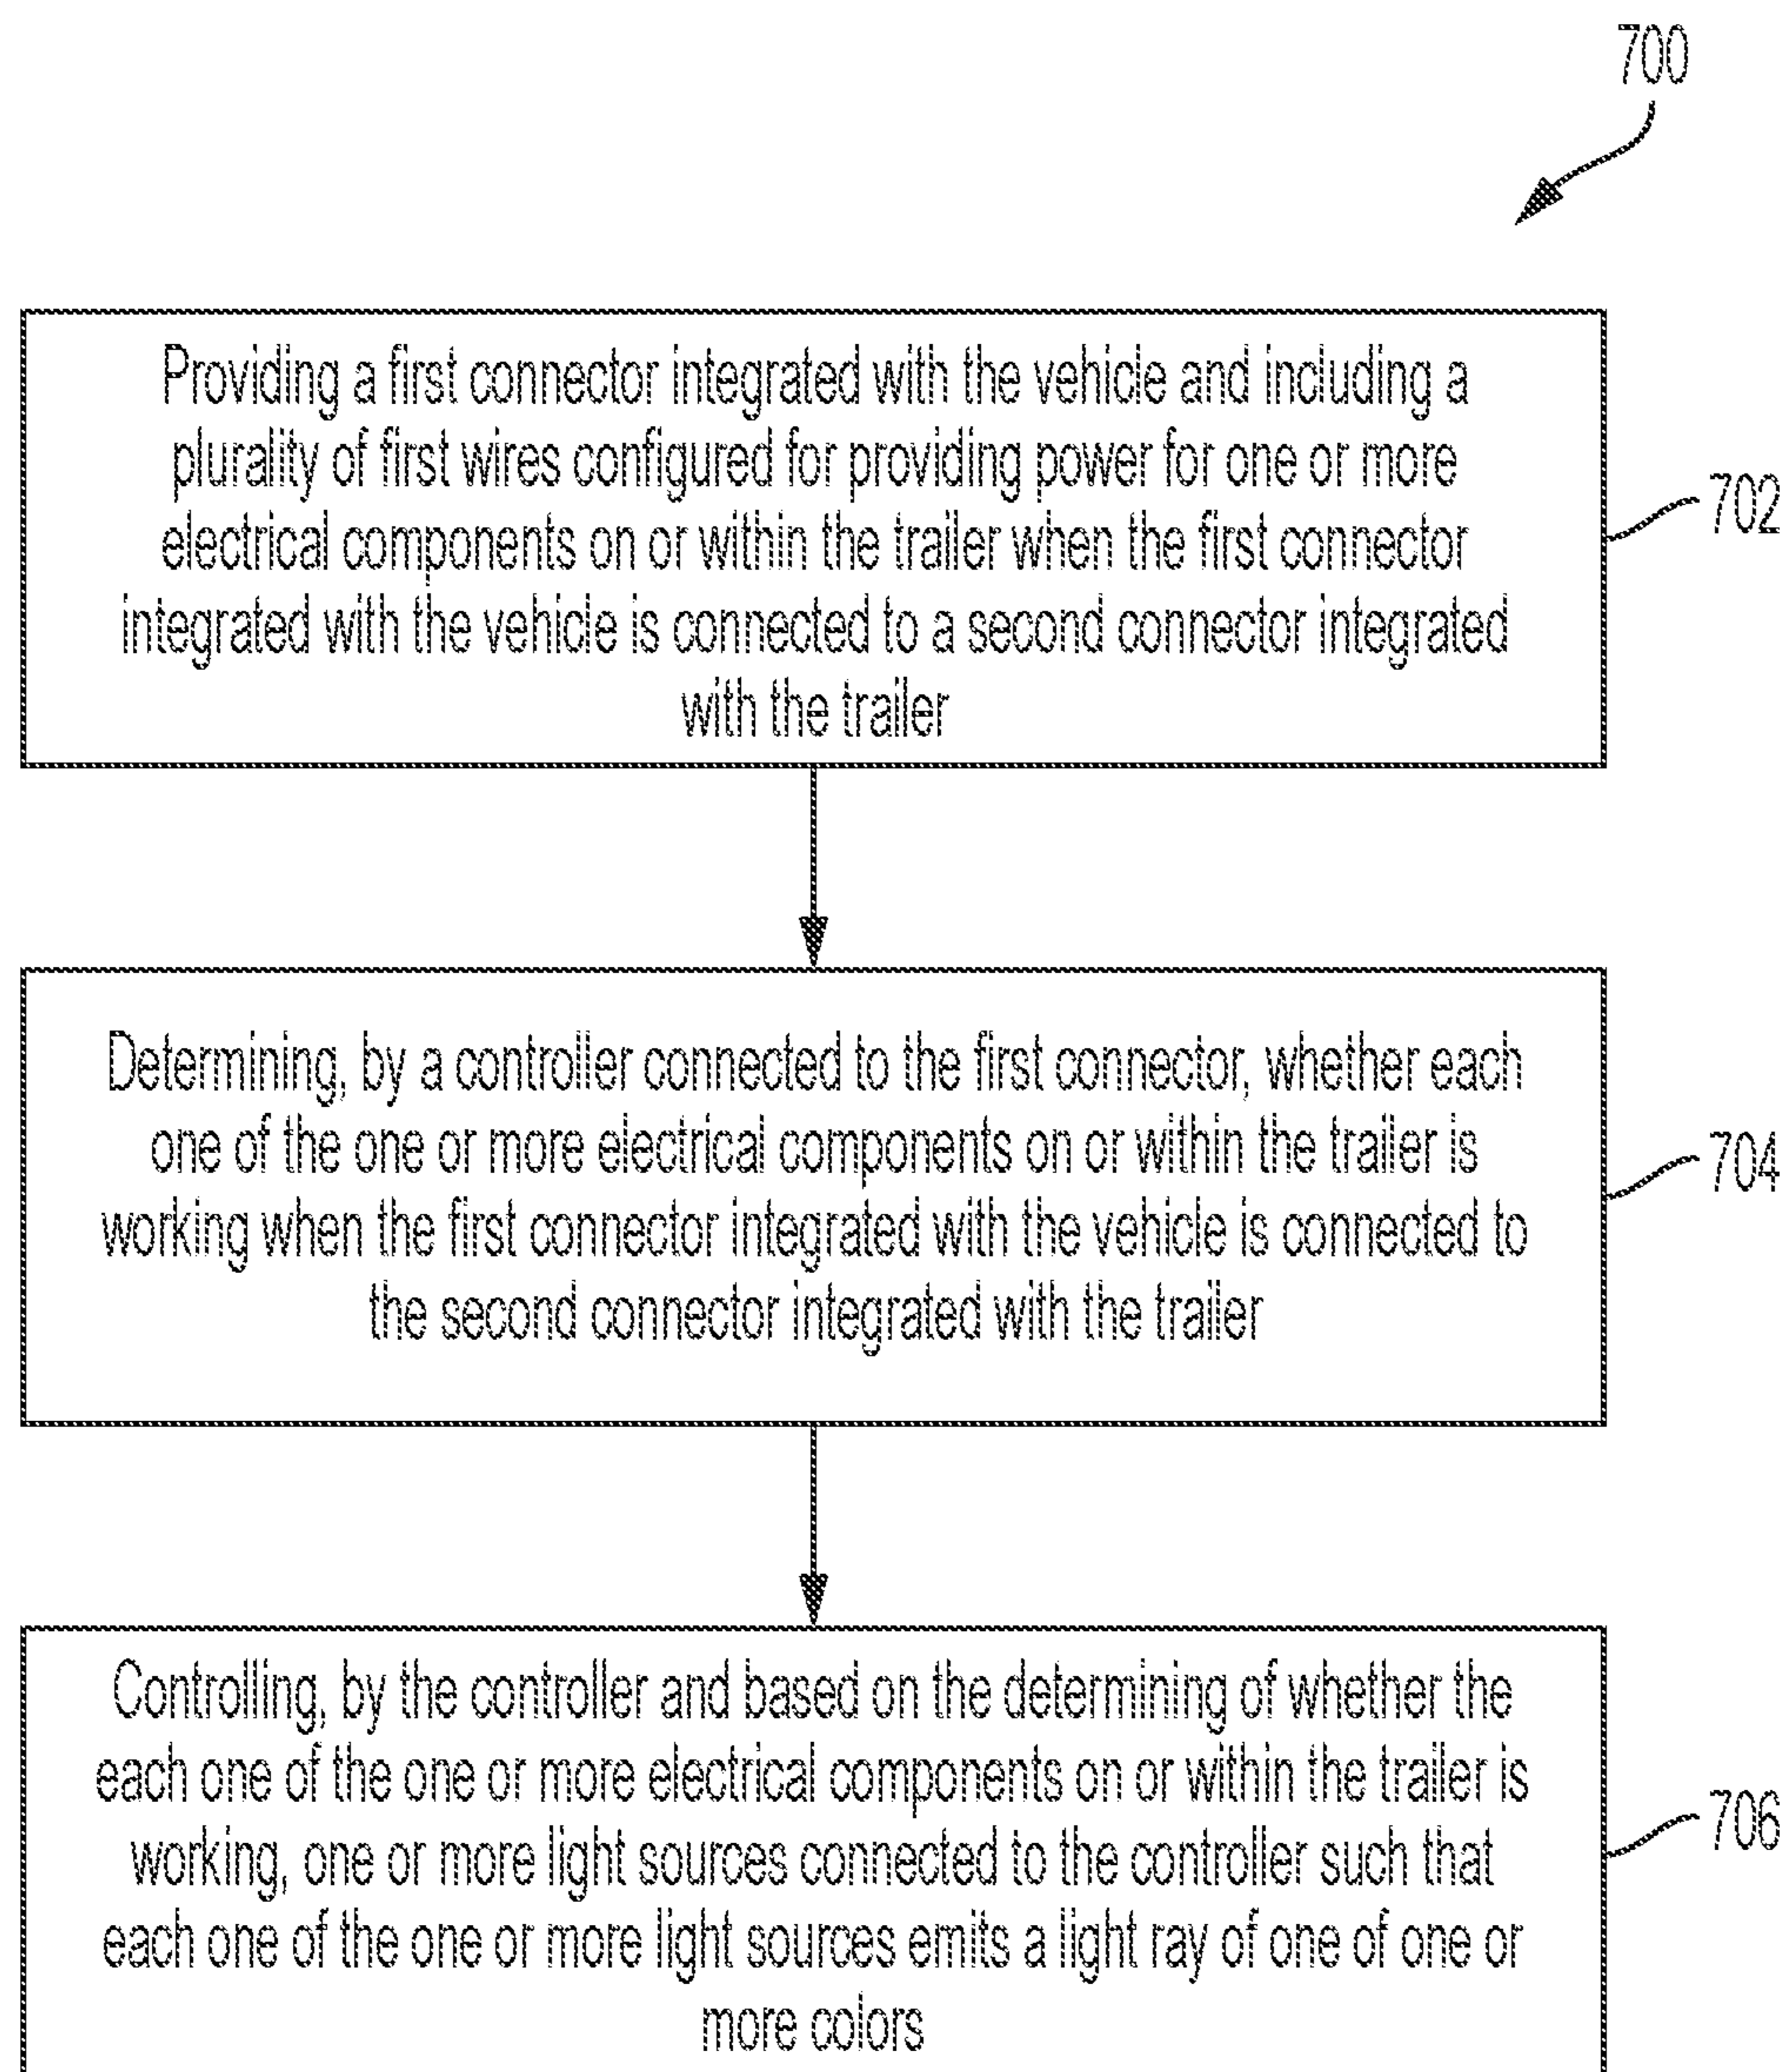 700
Providing a first connector integrated with the vehicle and including a
plurality of first wires configured for providing power for one or more
electrical components on or within the trailer when the first connector
integrated with the vehicle is connected to a second connector integrated
with the trailer
702
Determining, by a controller connected to the first connector, whether each
one of the one or more electrical components on or within the trailer is
working when the first connector integrated with the vehicle is connected to
the second connector integrated with the trailer
704
Controlling, by the controller and based on the determining of whether the
each one of the one or more electrical components on or within the trailer is
working, one or more light sources connected to the controller such that
each one of the one or more light sources emits a light ray of one of one or
more colors
706